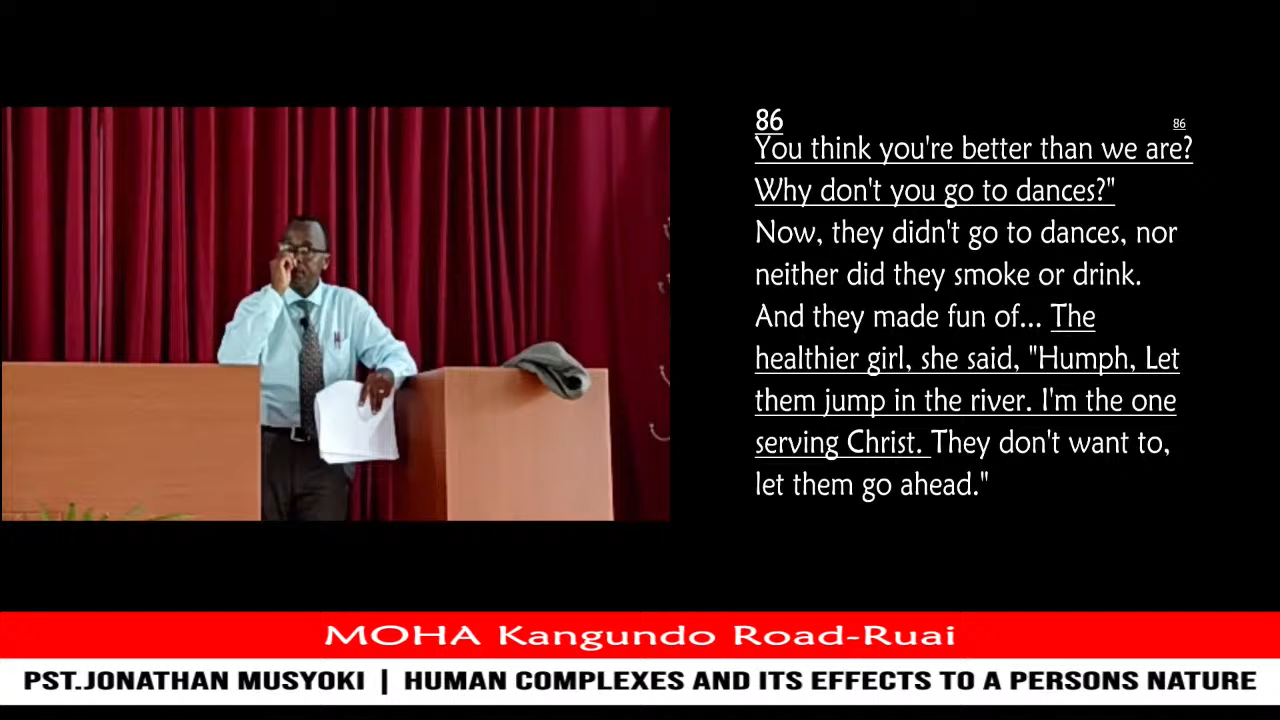 86
86
You think you're better than we are?
Why don't you go to dances?"
Now, they didn't go to dances, nor
neither did they smoke or drink.
And they made fun of... The
healthier girl, she said, "Humph, Let
them jump in the river. I'm the one
serving Christ. They don't want to,
let them go ahead."
MOHA Kangundo Road-Ruai
PST.JONATHAN MUSYOKI | HUMAN COMPLEXES AND ITS EFFECTS TO A PERSONS NATURE